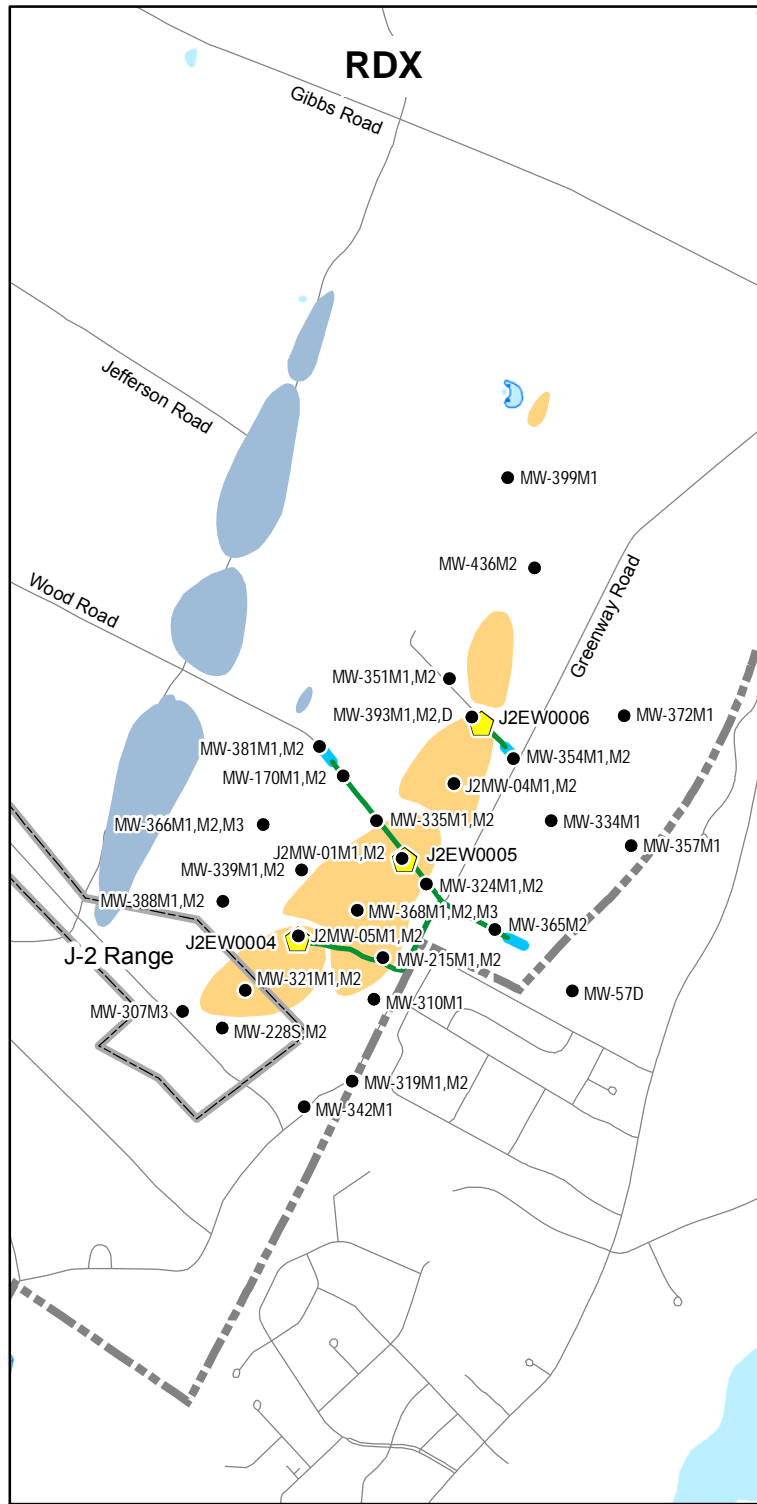 RDX
Gibbs Road
Jefferson Road
MW-399M1
MW-436M2
Wood Road
Greenway Road
MW-351M1,M2
MW-393M1,M2,D
J2EW0006
MW-372M1
MW-381M1,M2
MW-354M1,M2
MW-170M1,M2
J2MW-04M1,M2
MW-366M1,M2,M3
MW-335M1,M2
MW-334M1
J2MW-01M1,M2
J2EW0005
MW-357M1
MW-339M1,M2
MW-324M1,M2
MW-388M1,M2
MW-368M1,M2,M3
MW-365M2
J2EW0004
J2MW-05M1,M2
J-2 Range
MW-215M1,M2
MW-321M1,M2
MW-57D
MW-307M3
MW-310M1
MW-228S,M2
MW-319M1,M2
MW-342M1